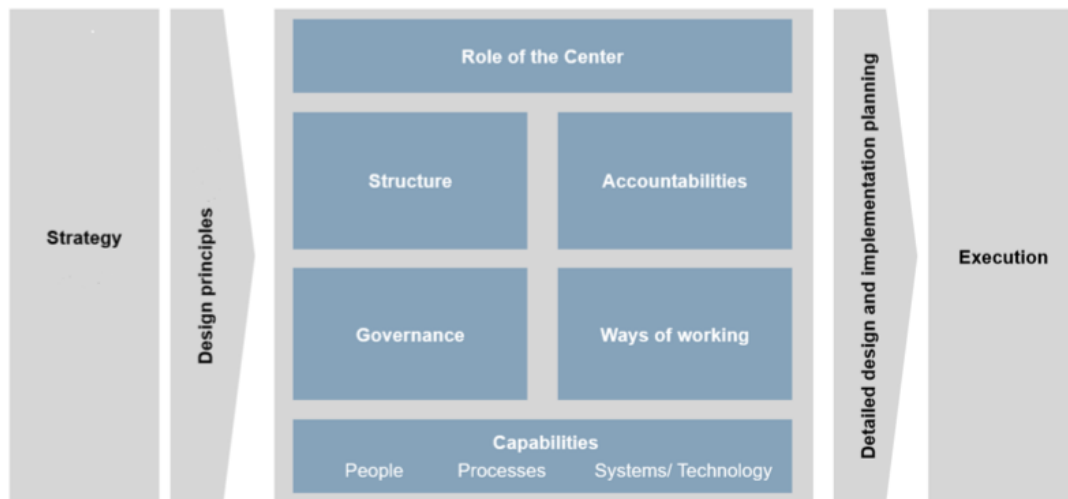 Strategy
Design principles
Role of the Center
Structure
Accountabilities
Governance
Ways of working
Capabilities
People Processes Systems/ Technology
Detailed design and implementation planning
Execution